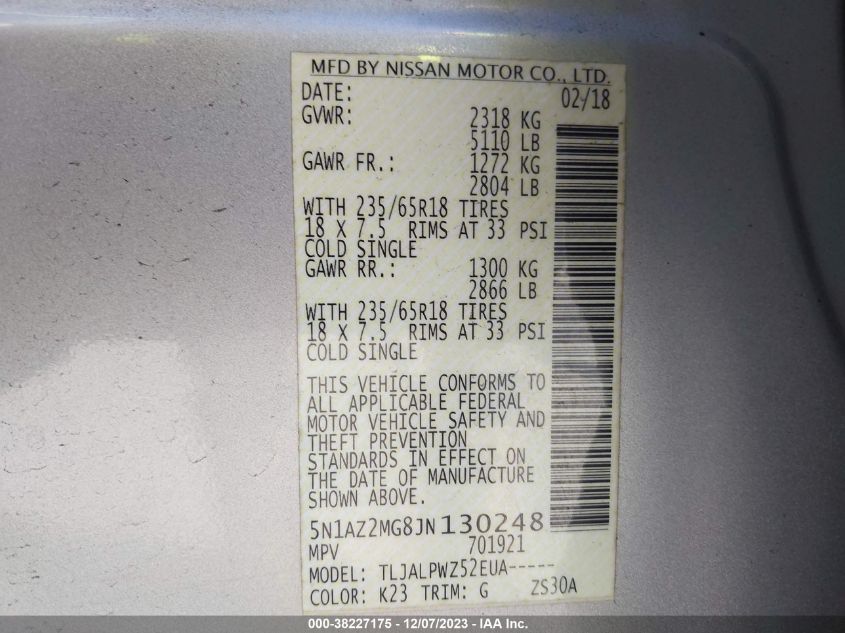 MFD BY NISSAN MOTOR CO., LTD.
DATE: 02/18
GVWR: 2318 KG
5110 LB
GAWR FR.: 1272 KG
2804 LB
WITH 235/65R18 TIRES
18 X 7.5 RIMS AT 33 PSI
COLD SINGLE
GAWR RR.: 1300 KG
2866 LB
WITH 235/65R18 TIRES
18 X 7.5 RIMS AT 33 PSI
COLD SINGLE
THIS VEHICLE CONFORMS TO
ALL APPLICABLE FEDERAL
MOTOR VEHICLE SAFETY AND
THEFT PREVENTION
STANDARDS IN EFFECT ON
THE DATE OF MANUFACTURE
SHOWN ABOVE.
5N1AZ2MG8JN130248
MPV 701921
MODEL: TLJALPWZ52EUA-----
COLOR: K23 TRIM: G ZS30A
000-38227175 - 12/07/2023 - IAA Inc.